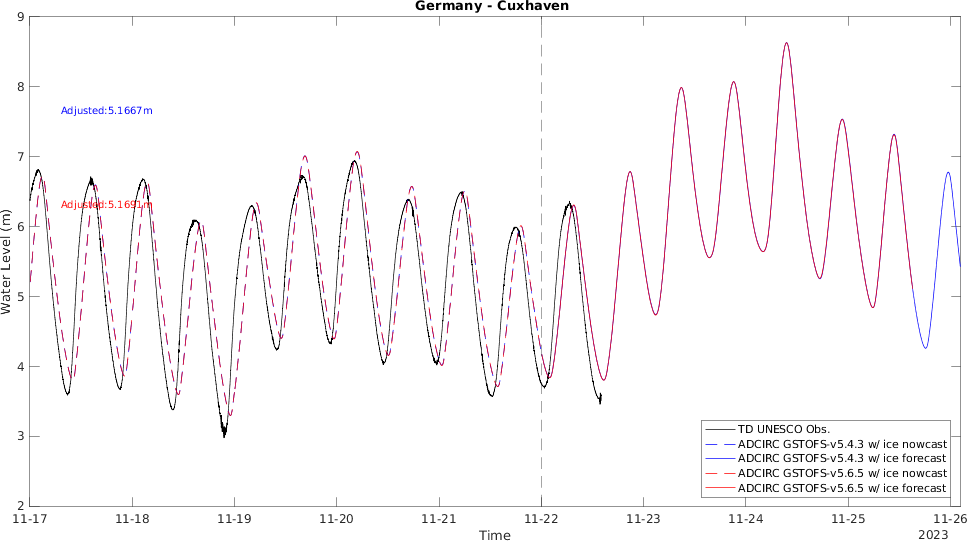 Germany - Cuxhaven
9
8
7
6
5
4
3
2
Water Level (m)
Adjusted:5.1667m
Adjusted:5.1691m
TD UNESCO Obs.
ADCIRC GSTOFS-v5.4.3 w/ ice nowcast
ADCIRC GSTOFS-v5.4.3 w/ ice forecast
ADCIRC GSTOFS-v5.6.5 w/ ice nowcast
ADCIRC GSTOFS-v5.6.5 w/ ice forecast
11-17 11-18 11-19 11-20 11-21 11-22 11-23 11-24 11-25 11-26
Time
2023